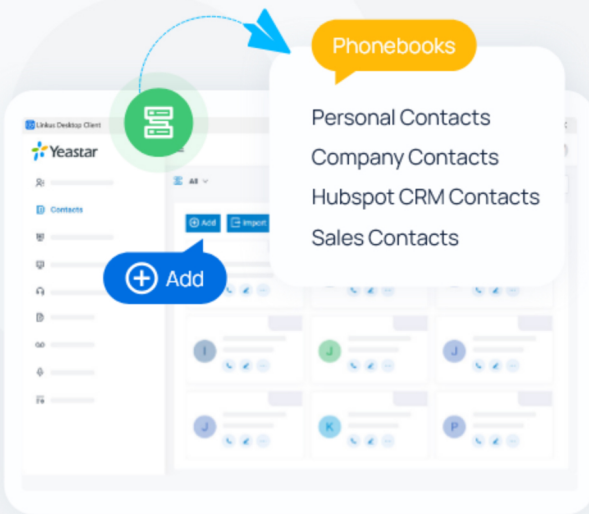 Phonebooks
Personal Contacts
Company Contacts
Hubspot CRM Contacts
Sales Contacts
Linkus Desktop Client
Yeastar
All
Contacts
Add
Import
Add
I
J
J
J
K
P